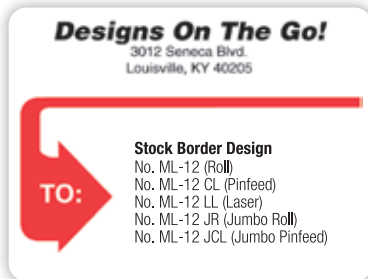 Designs On The Go!
3012 Seneca Blvd.
Louisville, KY 40205
TO:
Stock Border Design
No. ML-12 (Roll)
No. ML-12 CL (Pinfeed)
No. ML-12 LL (Laser)
No. ML-12 JR (Jumbo Roll)
No. ML-12 JCL (Jumbo Pinfeed)